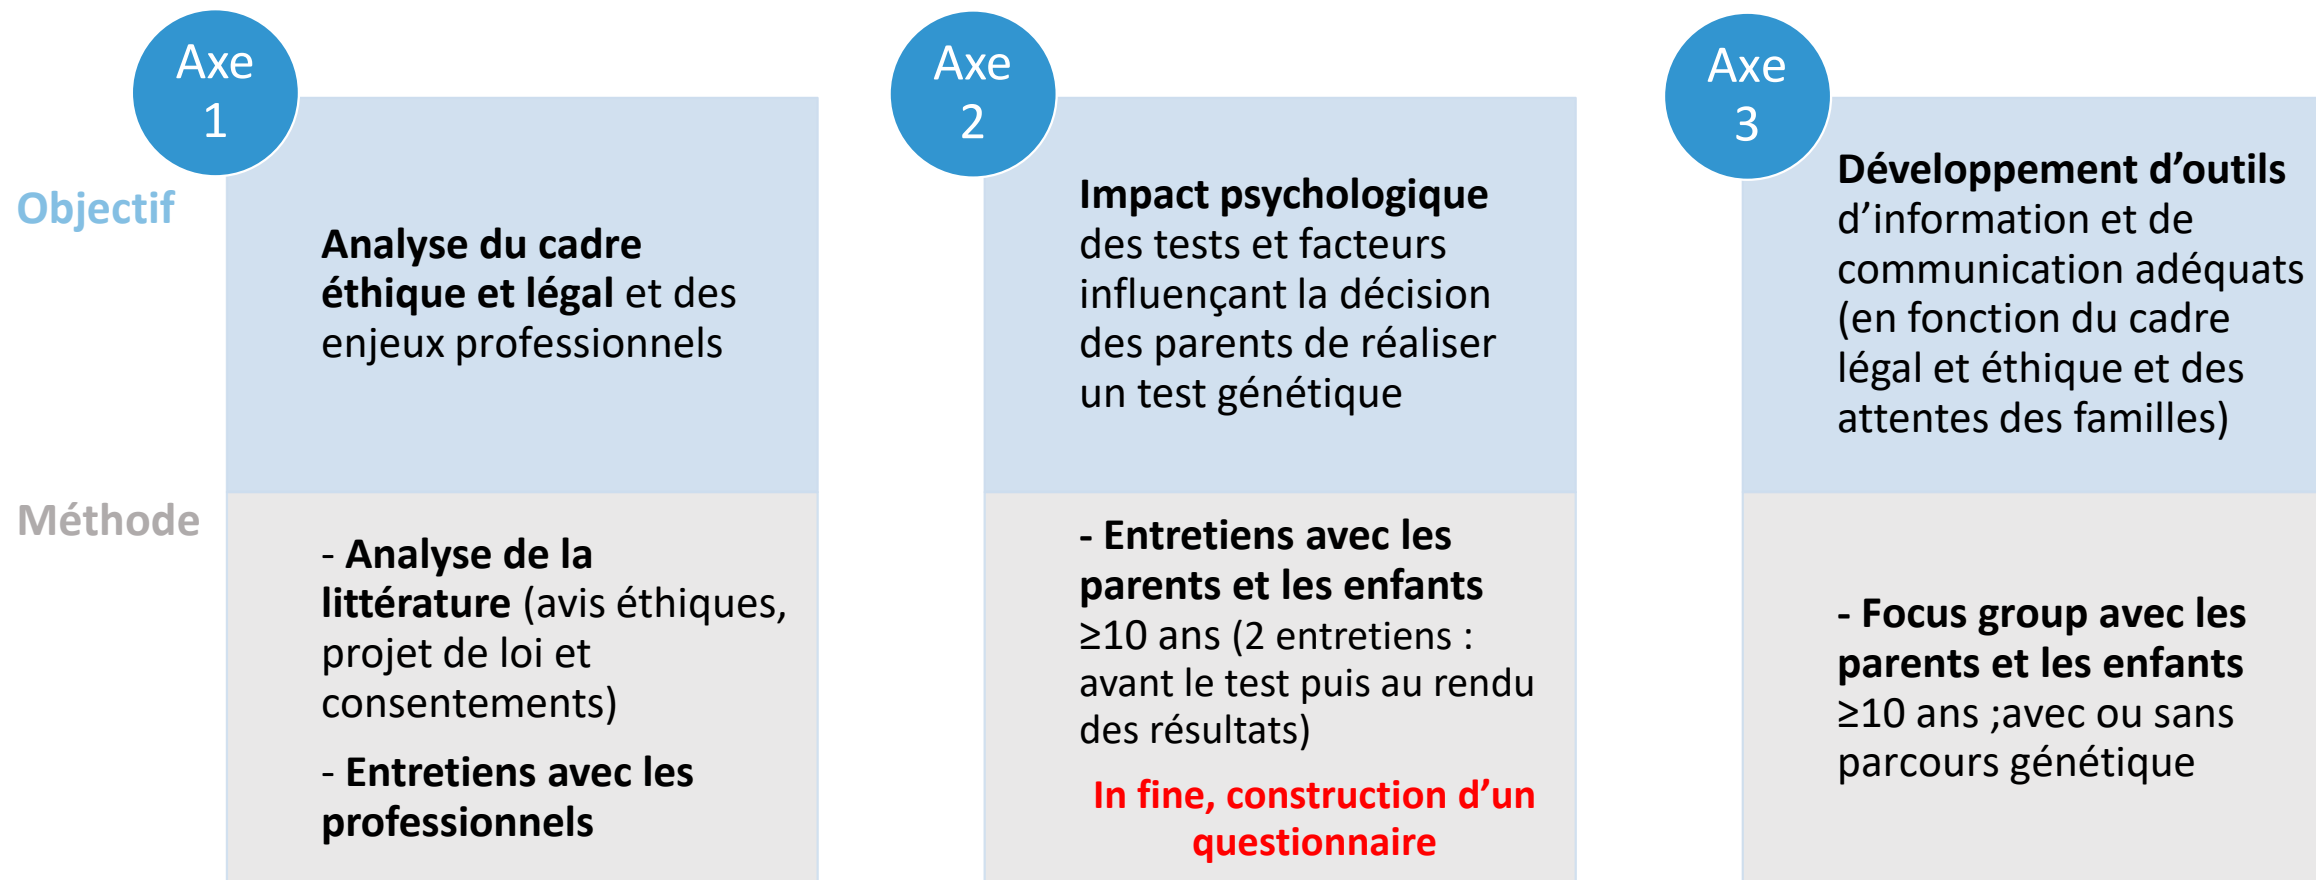 Axe
1
Axe
2
Axe
3
Objectif
Analyse du cadre
éthique et légal et des
enjeux professionnels
Impact psychologique
des tests et facteurs
influençant la décision
des parents de réaliser
un test génétique
Développement d’outils
d’information et de
communication adéquats
(en fonction du cadre
légal et éthique et des
attentes des familles)
Méthode
- Analyse de la
littérature (avis éthiques,
projet de loi et
consentements)
- Entretiens avec les
professionnels
- Entretiens avec les
parents et les enfants
≥10 ans (2 entretiens :
avant le test puis au rendu
des résultats)
In fine, construction d’un
questionnaire
- Focus group avec les
parents et les enfants
≥10 ans ;avec ou sans
parcours génétique